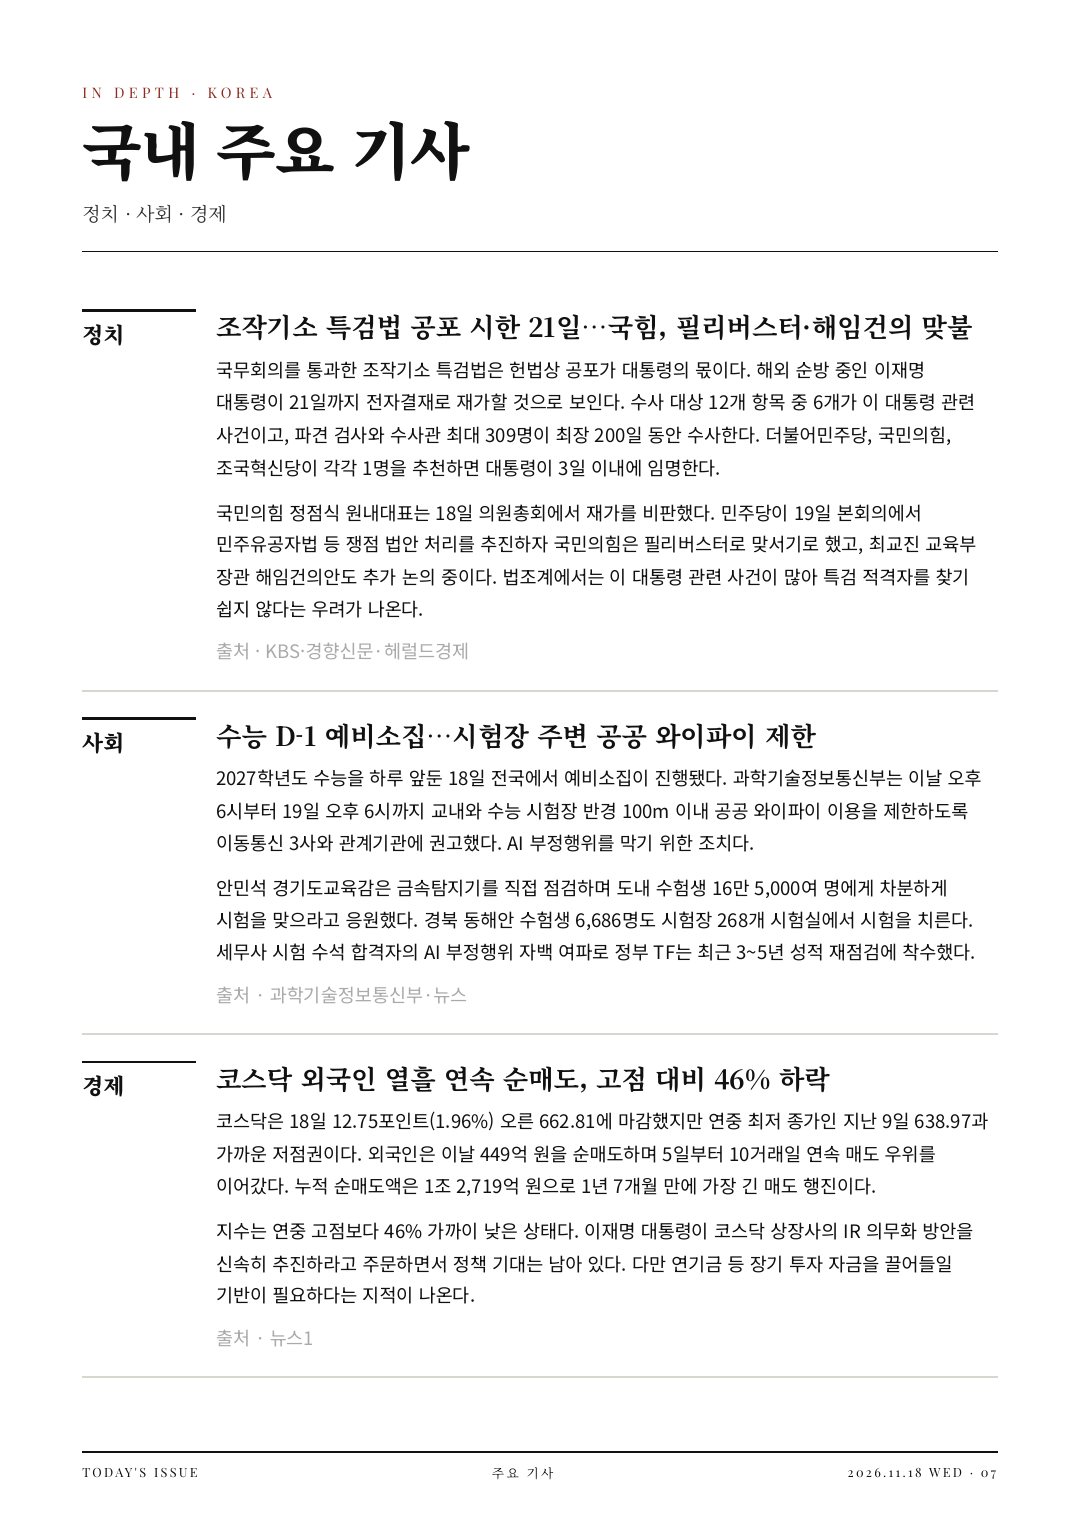 IN DEPTH · KOREA
국내 주요 기사
정치 · 사회 · 경제
정치
조작기소 특검법 공포 시한 21일…국힘, 필리버스터·해임건의 맞불
국무회의를 통과한 조작기소 특검법은 헌법상 공포가 대통령의 몫이다. 해외 순방 중인 이재명
대통령이 21일까지 전자결재로 재가할 것으로 보인다. 수사 대상 12개 항목 중 6개가 이 대통령 관련
사건이고, 파견 검사와 수사관 최대 309명이 최장 200일 동안 수사한다. 더불어민주당, 국민의힘,
조국혁신당이 각각 1명을 추천하면 대통령이 3일 이내에 임명한다.
국민의힘 정점식 원내대표는 18일 의원총회에서 재가를 비판했다. 민주당이 19일 본회의에서
민주유공자법 등 쟁점 법안 처리를 추진하자 국민의힘은 필리버스터로 맞서기로 했고, 최교진 교육부
장관 해임건의안도 추가 논의 중이다. 법조계에서는 이 대통령 관련 사건이 많아 특검 적격자를 찾기
쉽지 않다는 우려가 나온다.
출처 · KBS·경향신문·헤럴드경제
사회
수능 D-1 예비소집…시험장 주변 공공 와이파이 제한
2027학년도 수능을 하루 앞둔 18일 전국에서 예비소집이 진행됐다. 과학기술정보통신부는 이날 오후
6시부터 19일 오후 6시까지 교내와 수능 시험장 반경 100m 이내 공공 와이파이 이용을 제한하도록
이동통신 3사와 관계기관에 권고했다. AI 부정행위를 막기 위한 조치다.
안민석 경기도교육감은 금속탐지기를 직접 점검하며 도내 수험생 16만 5,000여 명에게 차분하게
시험을 맞으라고 응원했다. 경북 동해안 수험생 6,686명도 시험장 268개 시험실에서 시험을 치른다.
세무사 시험 수석 합격자의 AI 부정행위 자백 여파로 정부 TF는 최근 3~5년 성적 재점검에 착수했다.
출처 · 과학기술정보통신부·뉴스
경제
코스닥 외국인 열흘 연속 순매도, 고점 대비 46% 하락
코스닥은 18일 12.75포인트(1.96%) 오른 662.81에 마감했지만 연중 최저 종가인 지난 9일 638.97과
가까운 저점권이다. 외국인은 이날 449억 원을 순매도하며 5일부터 10거래일 연속 매도 우위를
이어갔다. 누적 순매도액은 1조 2,719억 원으로 1년 7개월 만에 가장 긴 매도 행진이다.
지수는 연중 고점보다 46% 가까이 낮은 상태다. 이재명 대통령이 코스닥 상장사의 IR 의무화 방안을
신속히 추진하라고 주문하면서 정책 기대는 남아 있다. 다만 연기금 등 장기 투자 자금을 끌어들일
기반이 필요하다는 지적이 나온다.
출처 · 뉴스1
TODAY'S ISSUE
주요 기사
2026.11.18 WED · 07